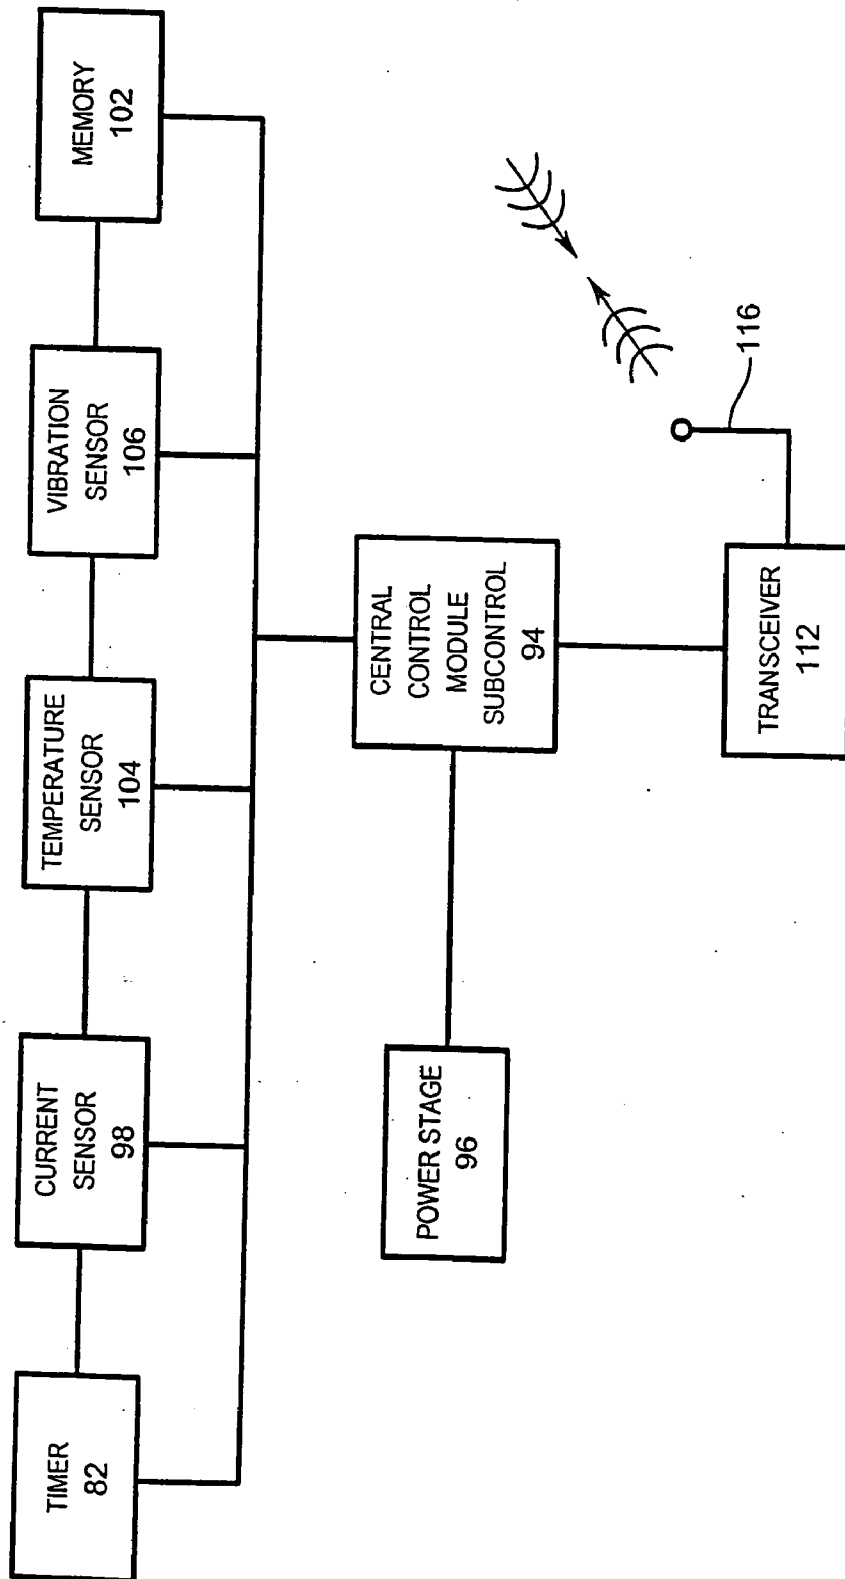 TIMER
82
CURRENT
SENSOR
98
TEMPERATURE
SENSOR
104
VIBRATION
SENSOR
106
MEMORY
102
POWER STAGE
96
CENTRAL
CONTROL
MODULE
SUBCONTROL
94
TRANSCEIVER
112
116